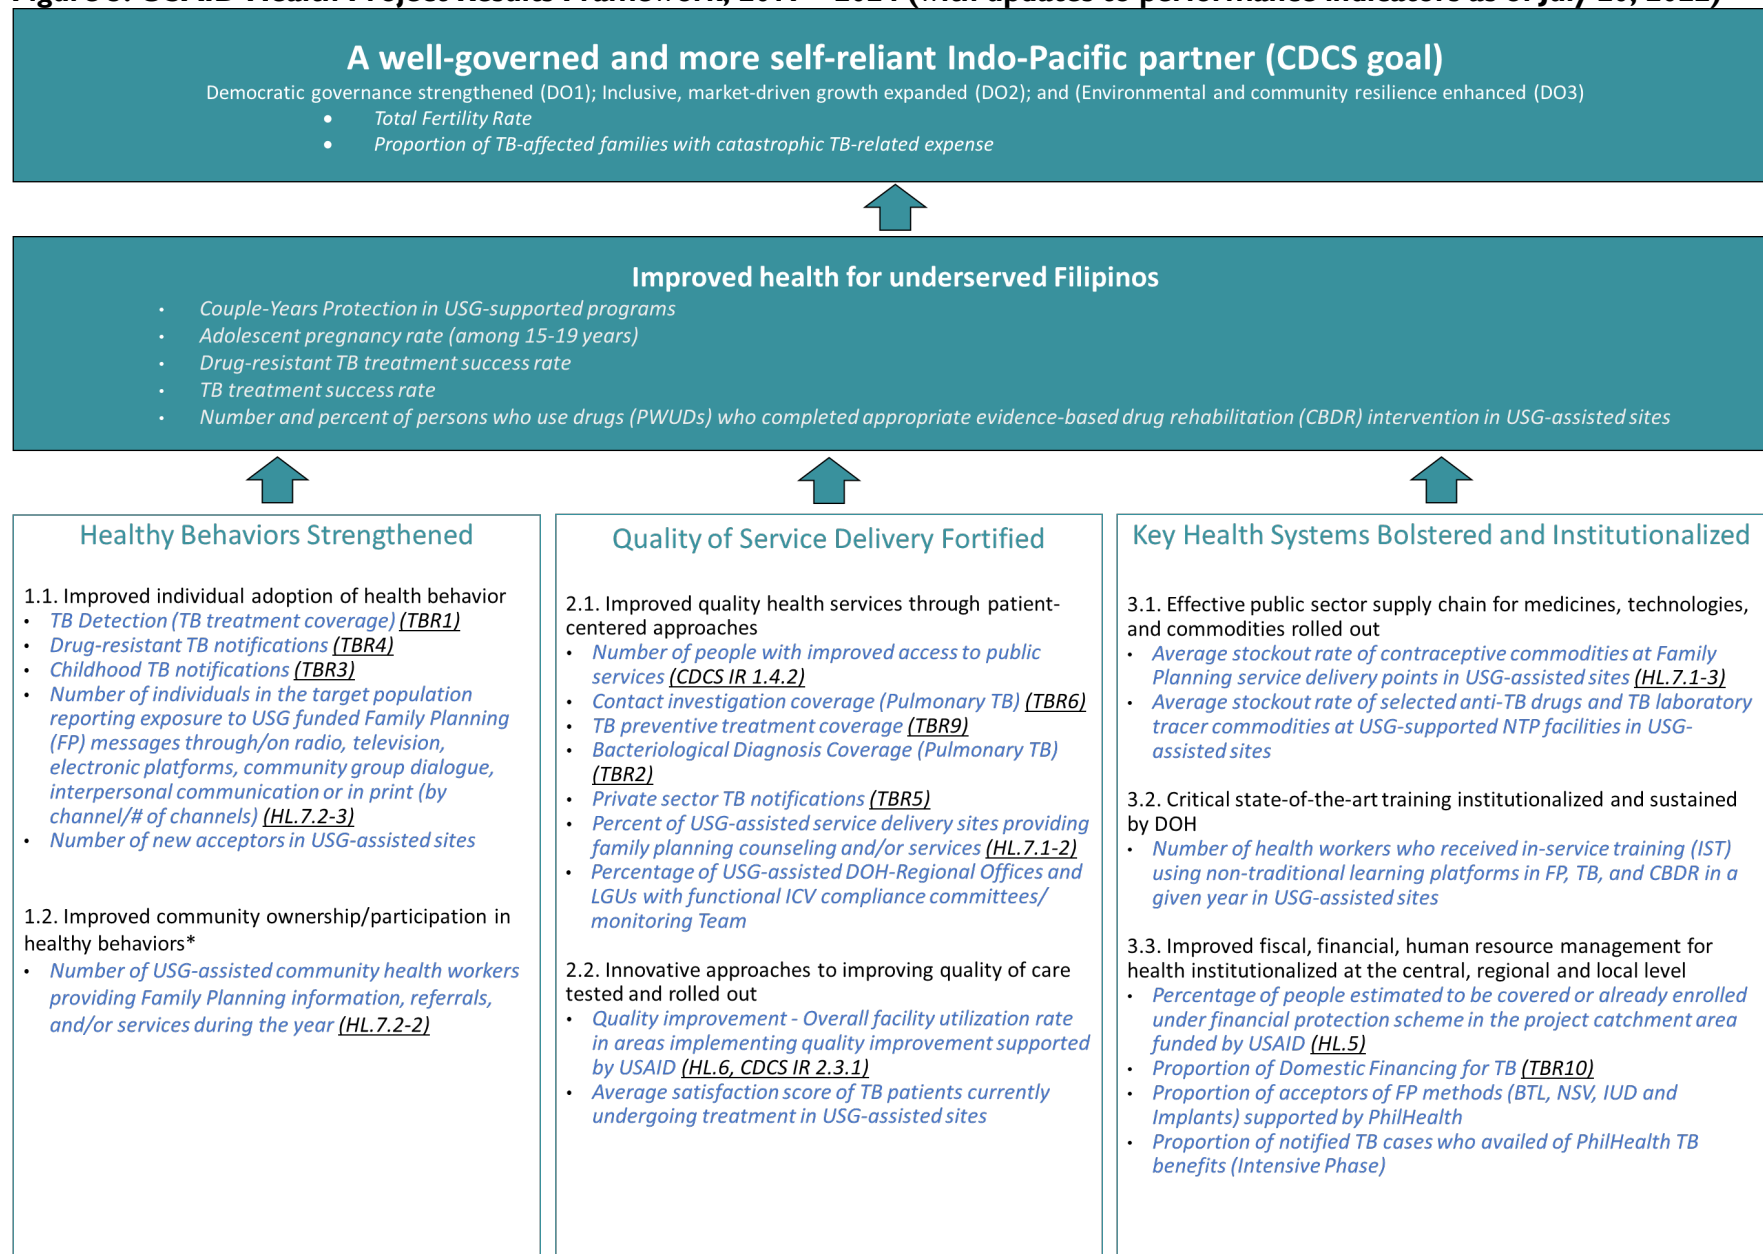 A well-governed and more self-reliant Indo-Pacific partner (CDCS goal)
Democratic governance strengthened (DO1); Inclusive, market-driven growth expanded (DO2); and (Environmental and community resilience enhanced (DO3)
• Total Fertility Rate
• Proportion of TB-affected families with catastrophic TB-related expense
Improved health for underserved Filipinos
• Couple-Years Protection in USG-supported programs
• Adolescent pregnancy rate (among 15-19 years)
• Drug-resistant TB treatment success rate
• TB treatment success rate
• Number and percent of persons who use drugs (PWUDs) who completed appropriate evidence-based drug rehabilitation (CBDR) intervention in USG-assisted sites
Healthy Behaviors Strengthened
1.1. Improved individual adoption of health behavior
• TB Detection (TB treatment coverage) (TBR1)
• Drug-resistant TB notifications (TBR4)
• Childhood TB notifications (TBR3)
• Number of individuals in the target population
reporting exposure to USG funded Family Planning
(FP) messages through/on radio, television,
electronic platforms, community group dialogue,
interpersonal communication or in print (by
channel/# of channels) (HL.7.2-3)
• Number of new acceptors in USG-assisted sites
1.2. Improved community ownership/participation in
healthy behaviors*
• Number of USG-assisted community health workers
providing Family Planning information, referrals,
and/or services during the year (HL.7.2-2)
Quality of Service Delivery Fortified
2.1. Improved quality health services through patient-
centered approaches
• Number of people with improved access to public
services (CDCS IR 1.4.2)
• Contact investigation coverage (Pulmonary TB) (TBR6)
• TB preventive treatment coverage (TBR9)
• Bacteriological Diagnosis Coverage (Pulmonary TB)
(TBR2)
• Private sector TB notifications (TBR5)
• Percent of USG-assisted service delivery sites providing
family planning counseling and/or services (HL.7.1-2)
• Percentage of USG-assisted DOH-Regional Offices and
LGUs with functional ICV compliance committees/
monitoring Team
2.2. Innovative approaches to improving quality of care
tested and rolled out
• Quality improvement - Overall facility utilization rate
in areas implementing quality improvement supported
by USAID (HL.6, CDCS IR 2.3.1)
• Average satisfaction score of TB patients currently
undergoing treatment in USG-assisted sites
Key Health Systems Bolstered and Institutionalized
3.1. Effective public sector supply chain for medicines, technologies,
and commodities rolled out
• Average stockout rate of contraceptive commodities at Family
Planning service delivery points in USG-assisted sites (HL.7.1-3)
• Average stockout rate of selected anti-TB drugs and TB laboratory
tracer commodities at USG-supported NTP facilities in USG-
assisted sites
3.2. Critical state-of-the-art training institutionalized and sustained
by DOH
• Number of health workers who received in-service training (IST)
using non-traditional learning platforms in FP, TB, and CBDR in a
given year in USG-assisted sites
3.3. Improved fiscal, financial, human resource management for
health institutionalized at the central, regional and local level
• Percentage of people estimated to be covered or already enrolled
under financial protection scheme in the project catchment area
funded by USAID (HL.5)
• Proportion of Domestic Financing for TB (TBR10)
• Proportion of acceptors of FP methods (BTL, NSV, IUD and
Implants) supported by PhilHealth
• Proportion of notified TB cases who availed of PhilHealth TB
benefits (Intensive Phase)